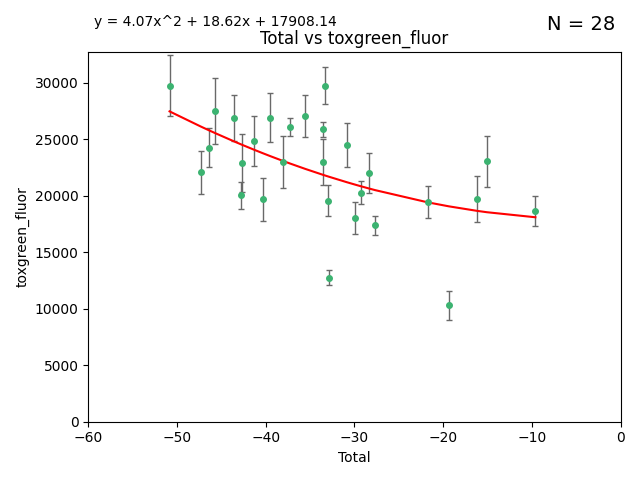 y = 4.07x^2 + 18.62x + 17908.14
N = 28
Total vs toxgreen_fluor
30000
25000
20000
15000
10000
5000
0
toxgreen_fluor
−60
−50
−40
−30
−20
−10
0
Total